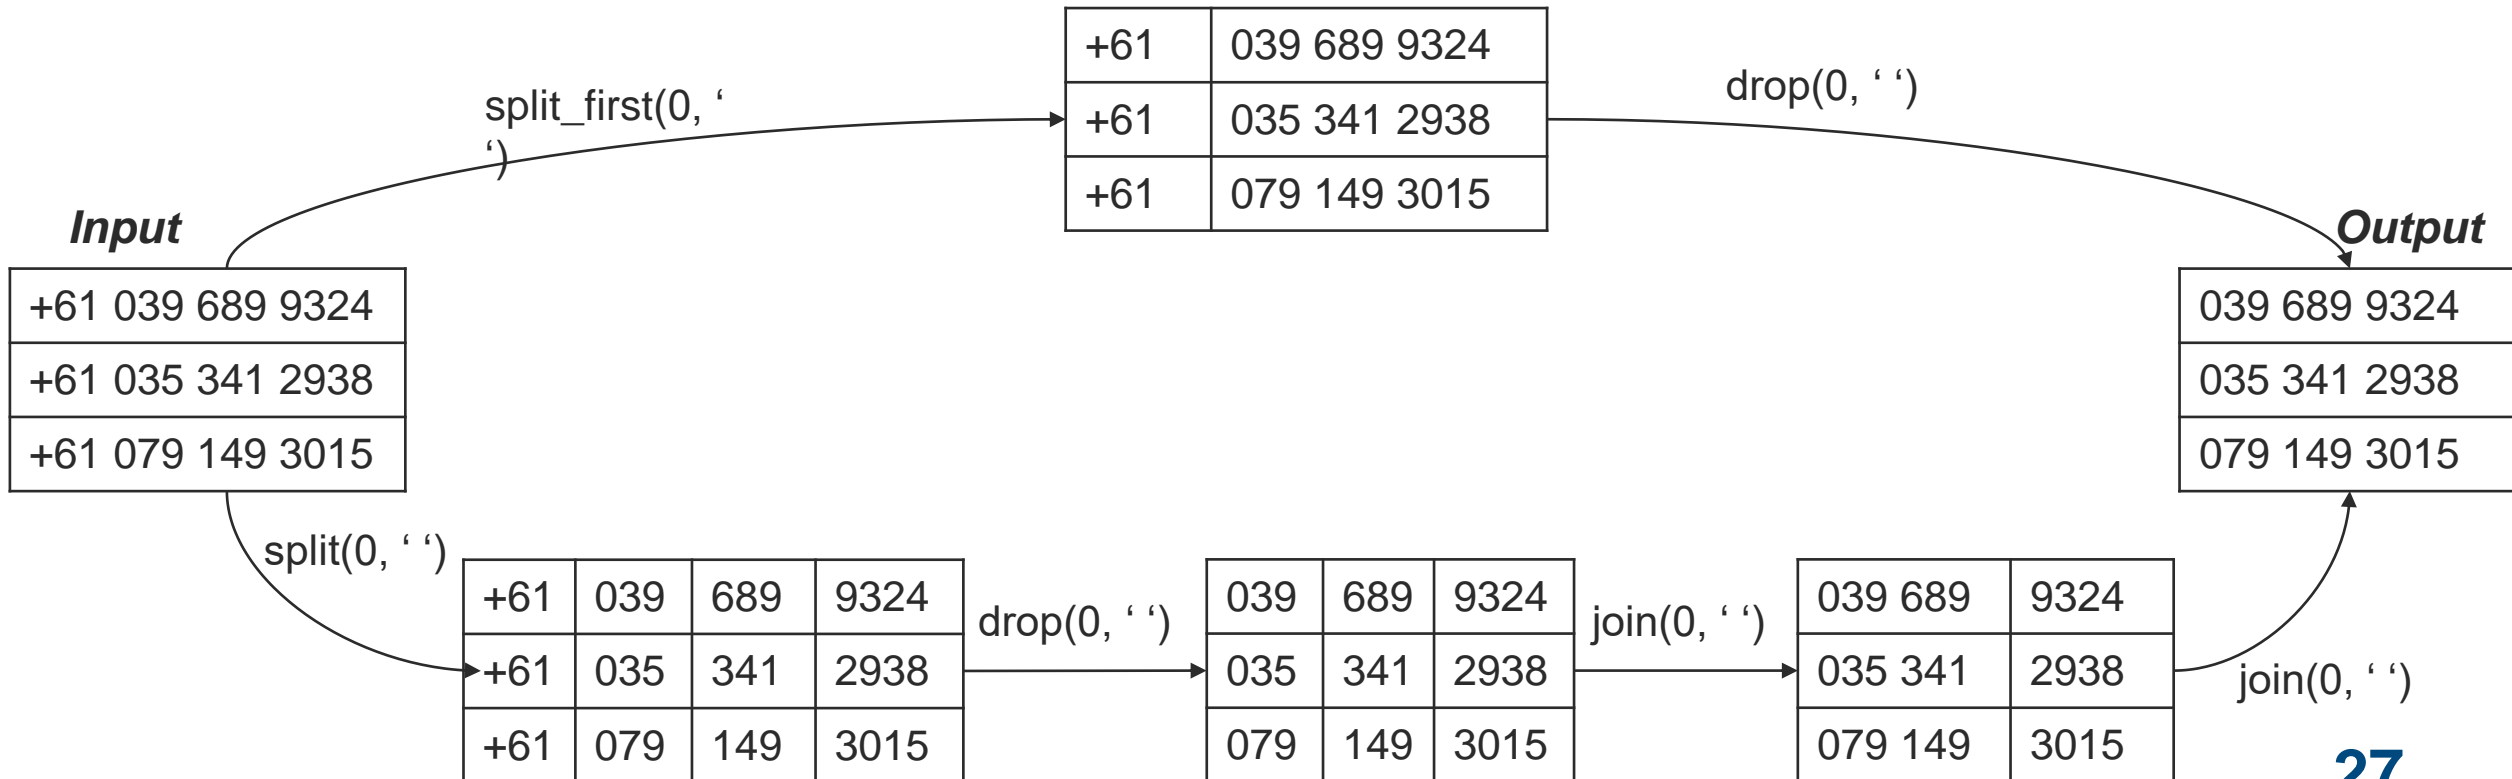 +61 039 689 9324
+61 035 341 2938
+61 079 149 3015
split_first(0, ‘
‘)
drop(0, ‘ ‘)
Input
+61 039 689 9324
+61 035 341 2938
+61 079 149 3015
Output
039 689 9324
035 341 2938
079 149 3015
split(0, ‘ ‘)
+61 039 689 9324
+61 035 341 2938
+61 079 149 3015
drop(0, ‘ ‘)
039 689 9324
035 341 2938
079 149 3015
join(0, ‘ ‘)
039 689 9324
035 341 2938
079 149 3015
join(0, ‘ ‘)
27